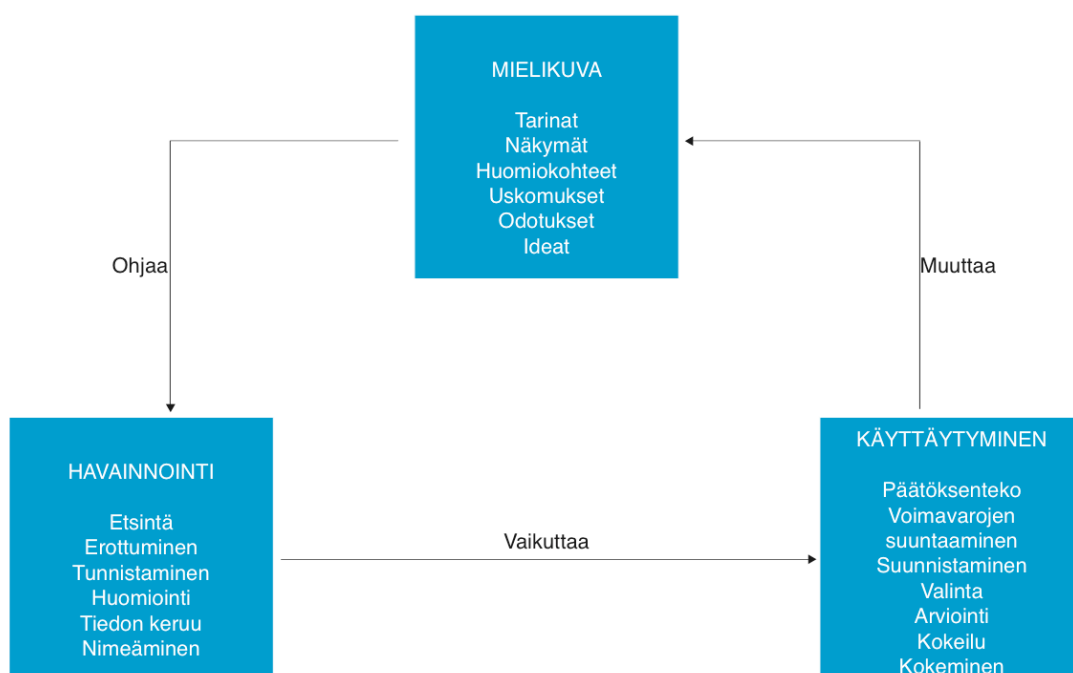 MIELIKUVA
Tarinat
Näkymät
Huomiokohteet
Uskomukset
Odotukset
Ideat
Ohjaa
Muuttaa
HAVAINNOINTI
Etsintä
Erottuminen
Tunnistaminen
Huomiointi
Tiedon keruu
Nimeäminen
Vaikuttaa
KÄYTTÄYTYMINEN
Päätöksenteko
Voimavarojen
suuntaaminen
Suunnistaminen
Valinta
Arviointi
Kokeilu
Kokeminen